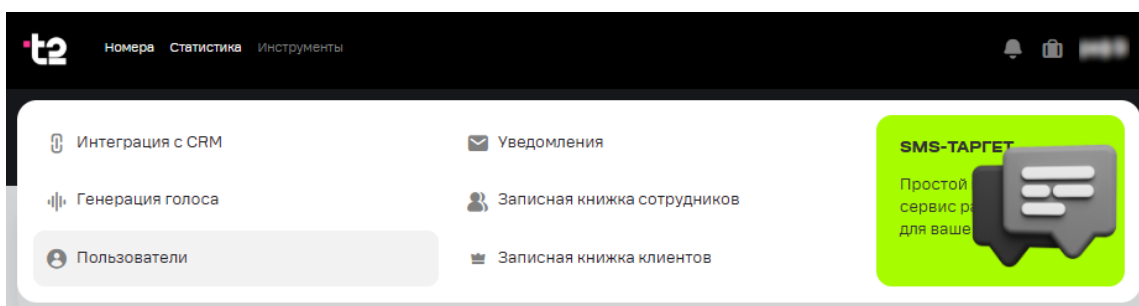 t2 Номера Статистика Инструменты
Интеграция с CRM
Генерация голоса
Пользователи
Уведомления
Записная книжка сотрудников
Записная книжка клиентов
SMS-ТАРГЕТ
Простой
сервис
для ваше